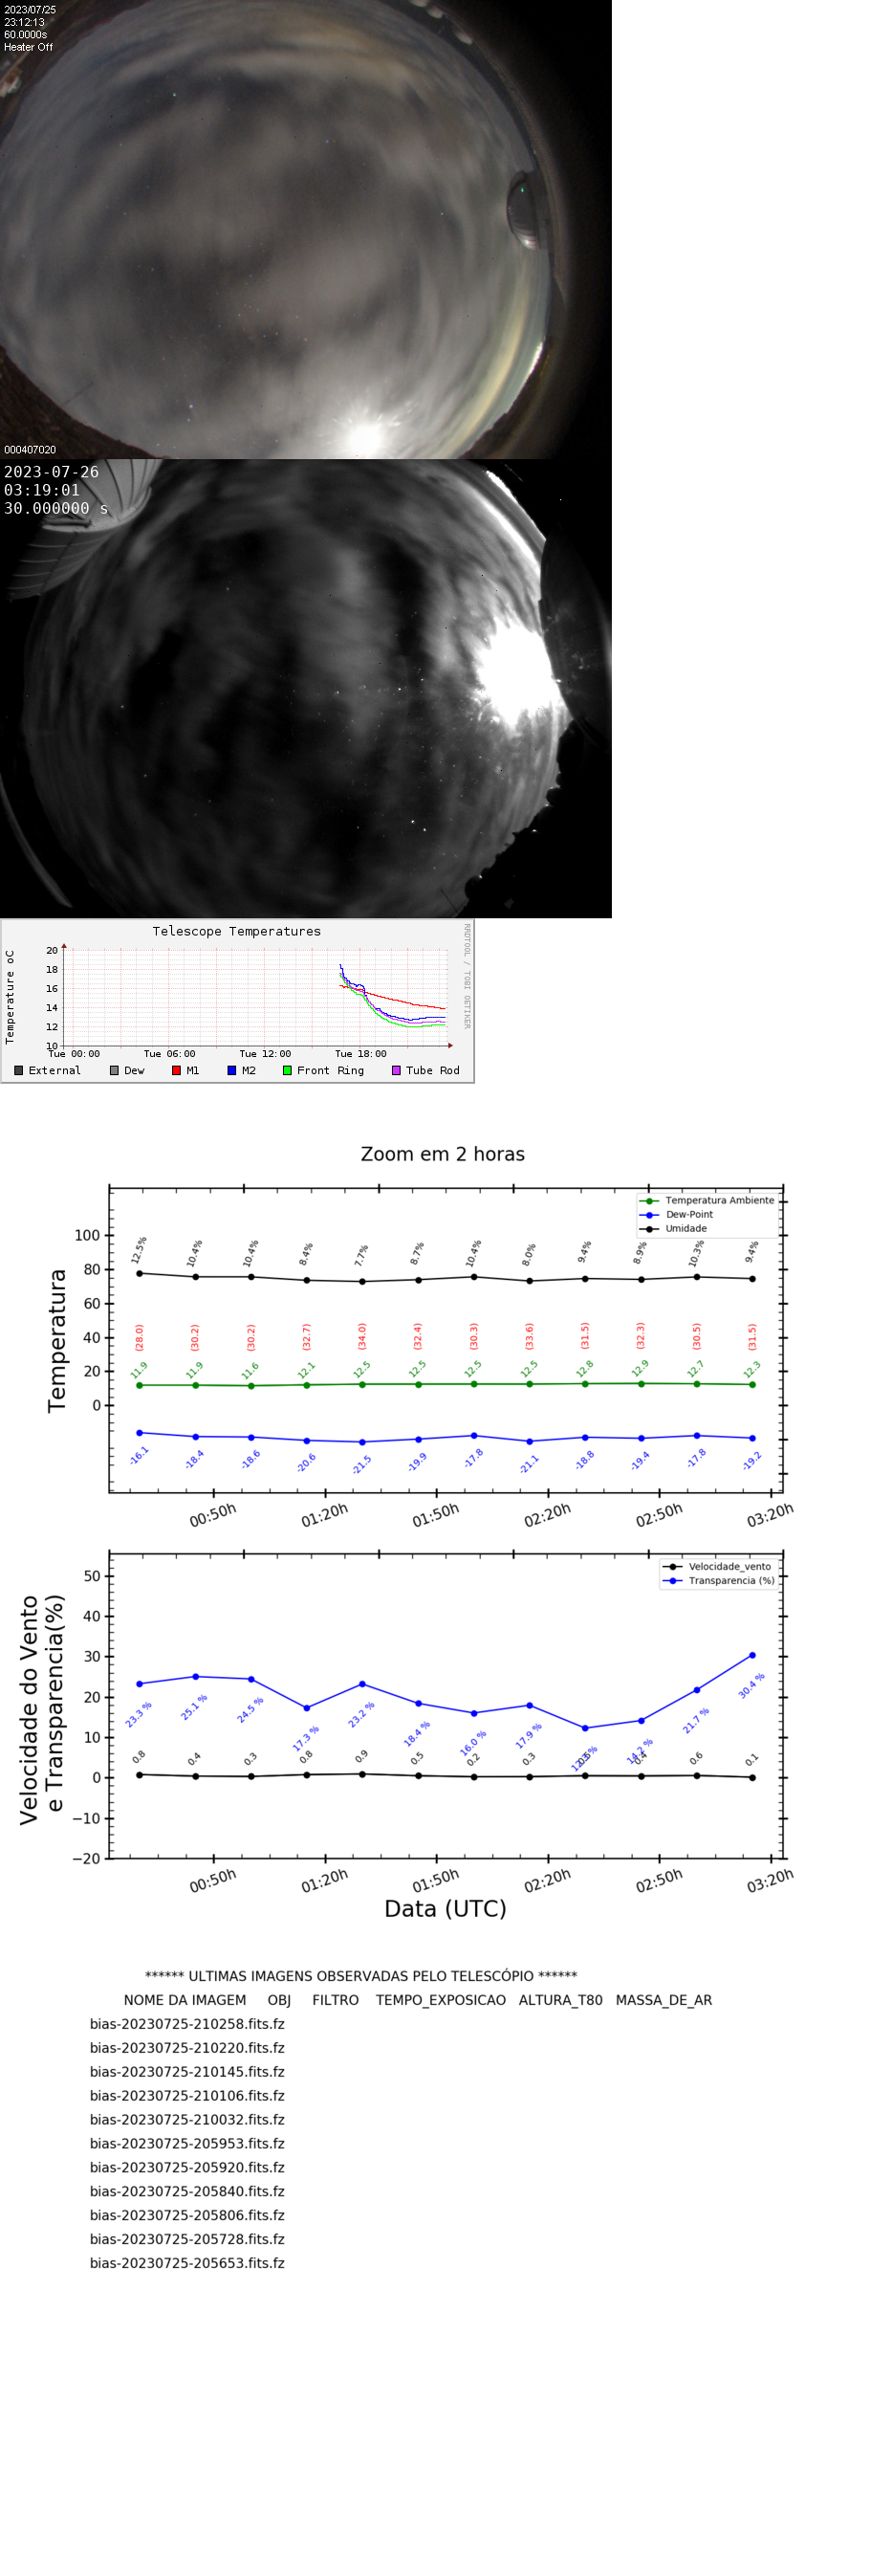 2023/07/25
23:12:13
60.0000s
Heater Off
000407020
2023-07-26
03:19:01
30.000000 s
Telescope Temperatures
RRDTOOL / TOBI OETIKER
Temperature oC
20
18
16
14
12
10
Tue 00:00 Tue 06:00 Tue 12:00 Tue 18:00
External Dew M1 M2 Front Ring Tube Rod
Zoom em 2 horas
Temperatura Ambiente
Dew-Point
Umidade
Temperatura
100
80
60
40
20
0
12.5% 10.4% 10.4% 8.4% 7.7% 8.7% 10.4% 8.0% 9.4% 8.9% 10.3% 9.4%
(28.0) (30.2) (30.2) (32.7) (34.0) (32.4) (30.3) (33.6) (31.5) (32.3) (30.5) (31.5)
11.9 11.9 11.6 12.1 12.5 12.5 12.5 12.5 12.8 12.9 12.7 12.3
-16.1 -18.4 -18.6 -20.6 -21.5 -19.9 -17.8 -21.1 -18.8 -19.4 -17.8 -19.2
00:50h 01:20h 01:50h 02:20h 02:50h 03:20h
Velocidade_vento
Transparencia (%)
Velocidade do Vento
e Transparencia(%)
50
40
30
20
10
0
−10
−20
23.3 % 25.1 % 24.5 % 17.3 % 23.2 % 18.4 % 16.0 % 17.9 % 14.2 % 21.7 % 30.4 %
0.8 0.4 0.3 0.8 0.9 0.5 0.2 0.3 0.4 0.6 0.1
00:50h 01:20h 01:50h 02:20h 02:50h 03:20h
Data (UTC)
****** ULTIMAS IMAGENS OBSERVADAS PELO TELESCÓPIO ******
NOME DA IMAGEM OBJ FILTRO TEMPO_EXPOSICAO ALTURA_T80 MASSA_DE_AR
bias-20230725-210258.fits.fz
bias-20230725-210220.fits.fz
bias-20230725-210145.fits.fz
bias-20230725-210106.fits.fz
bias-20230725-210032.fits.fz
bias-20230725-205953.fits.fz
bias-20230725-205920.fits.fz
bias-20230725-205840.fits.fz
bias-20230725-205806.fits.fz
bias-20230725-205728.fits.fz
bias-20230725-205653.fits.fz